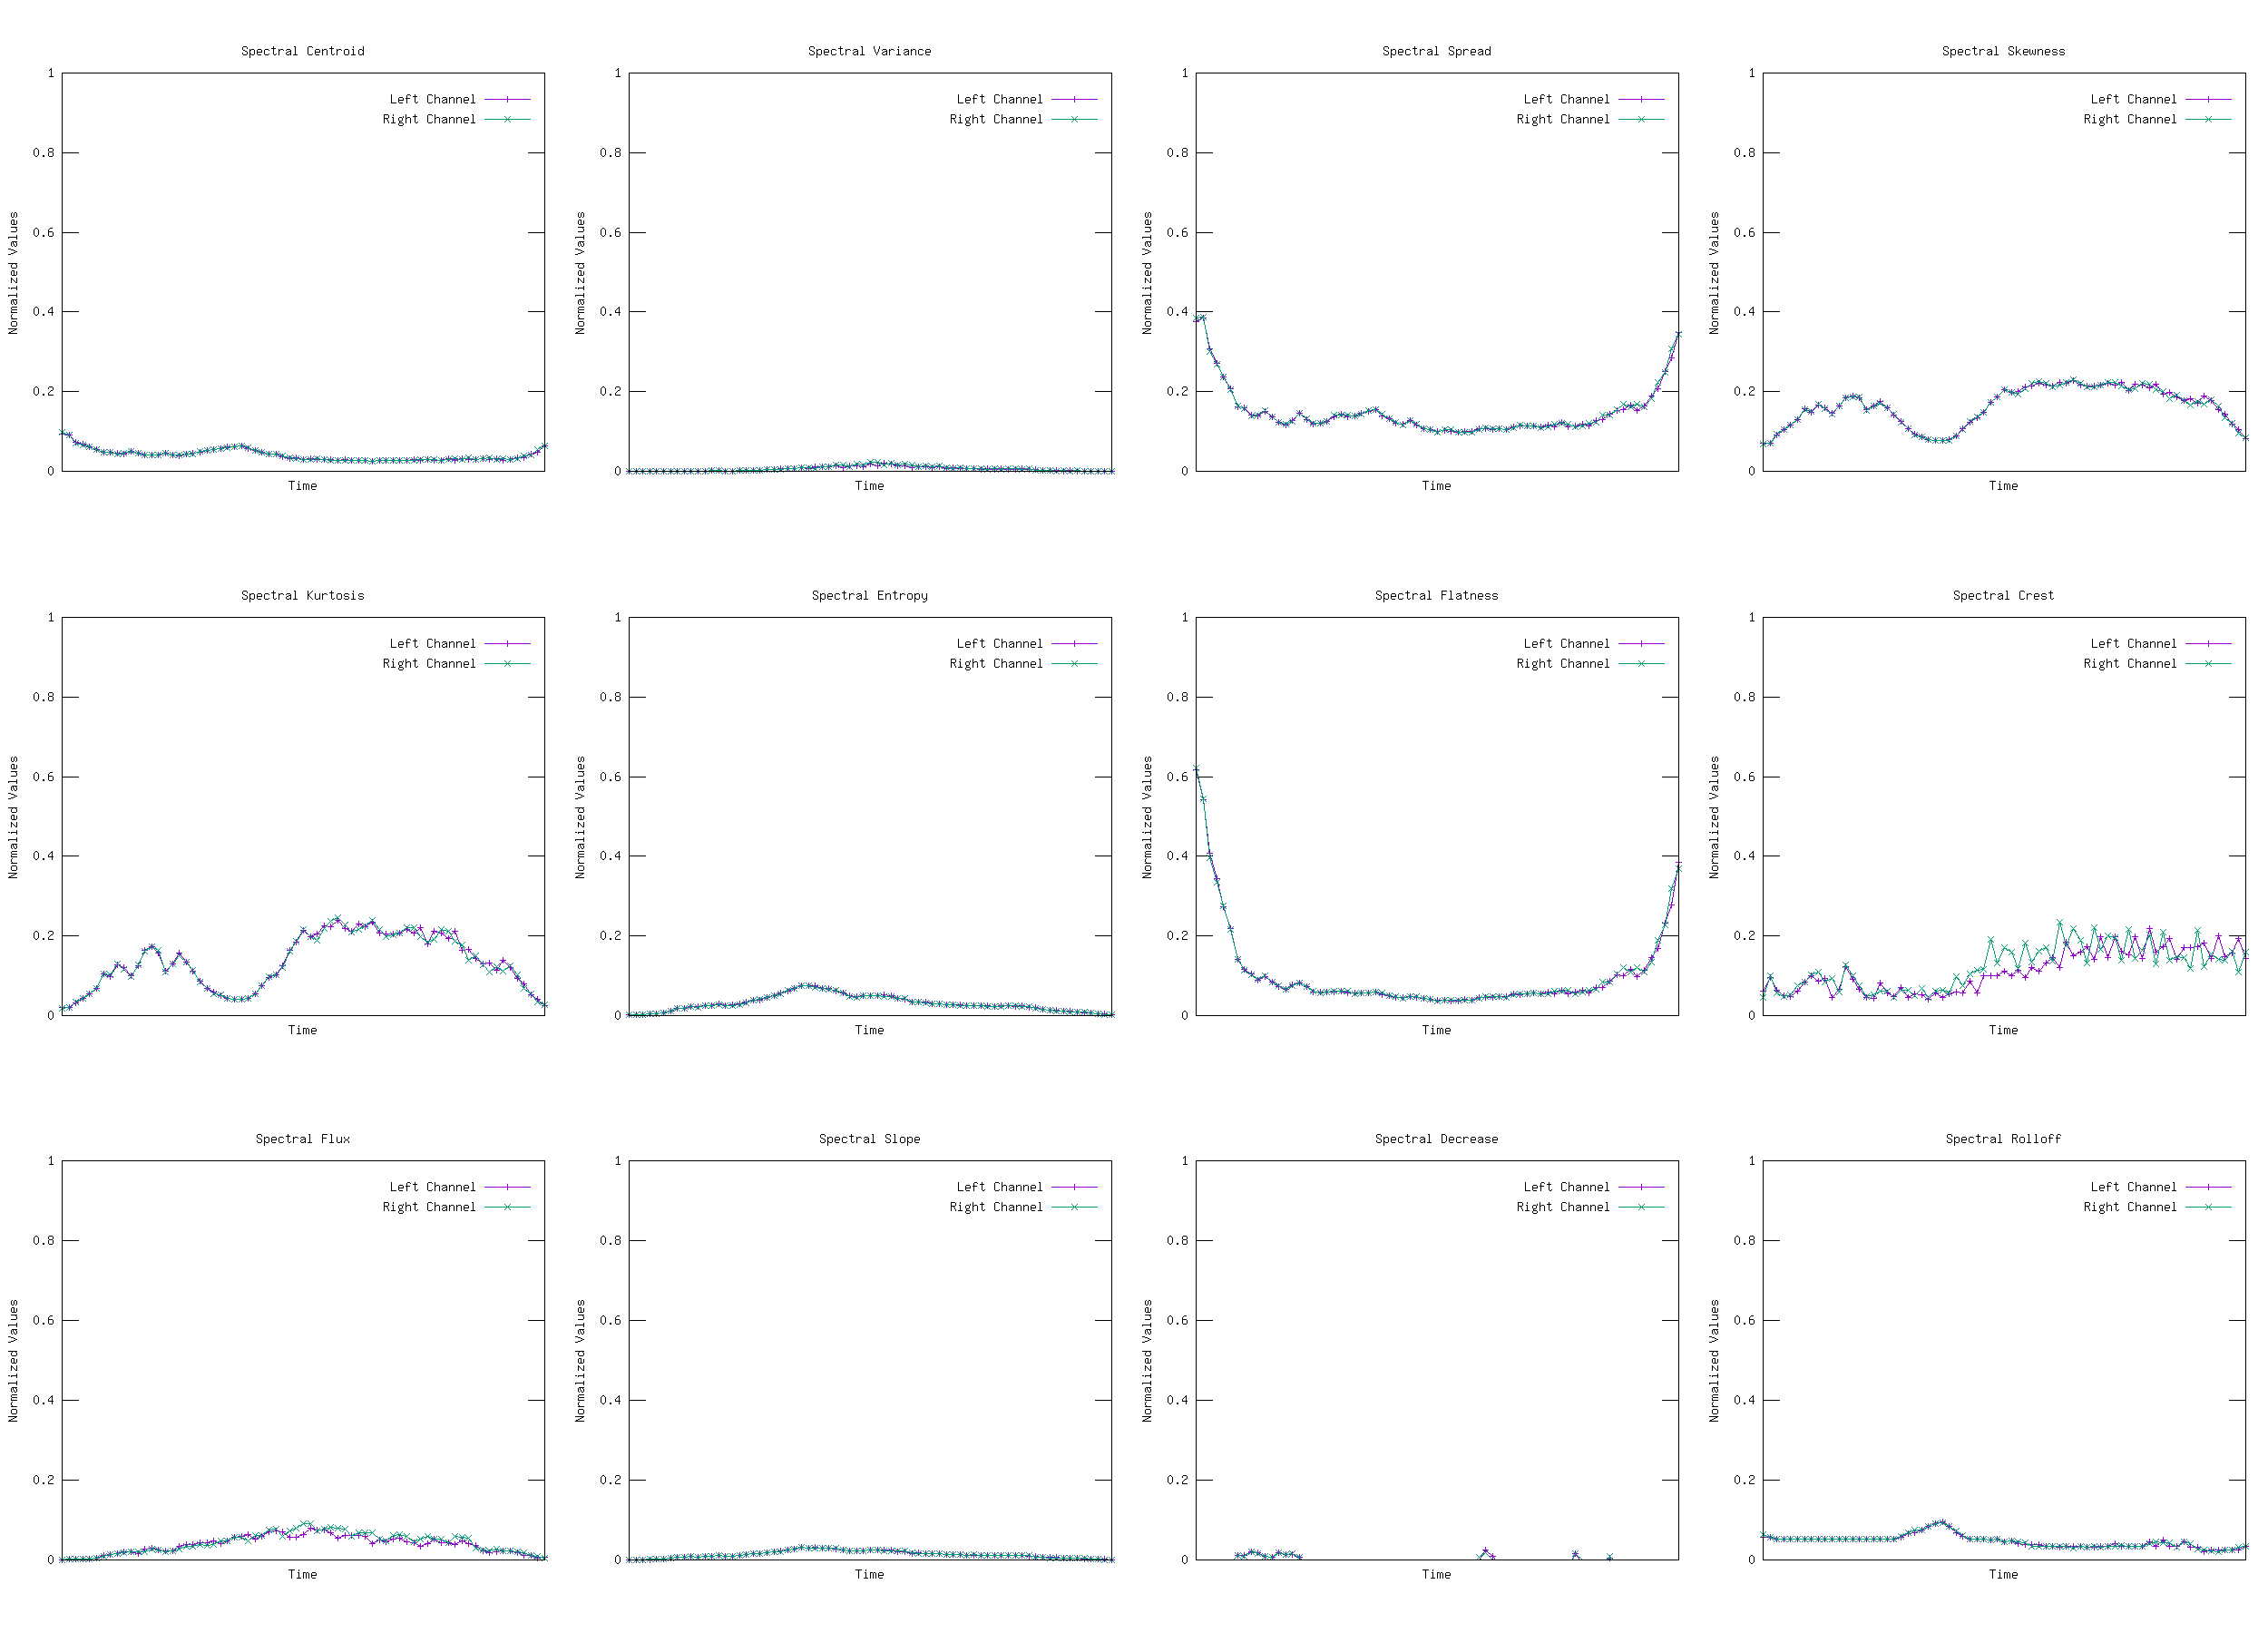 Spectral Centroid
1
0.8
0.6
0.4
0.2
0
Normalized Values
Time
Left Channel
Right Channel
Spectral Variance
1
0.8
0.6
0.4
0.2
0
Normalized Values
Time
Left Channel
Right Channel
Spectral Spread
1
0.8
0.6
0.4
0.2
0
Normalized Values
Time
Left Channel
Right Channel
Spectral Skewness
1
0.8
0.6
0.4
0.2
0
Normalized Values
Time
Left Channel
Right Channel
Spectral Kurtosis
1
0.8
0.6
0.4
0.2
0
Normalized Values
Time
Left Channel
Right Channel
Spectral Entropy
1
0.8
0.6
0.4
0.2
0
Normalized Values
Time
Left Channel
Right Channel
Spectral Flatness
1
0.8
0.6
0.4
0.2
0
Normalized Values
Time
Left Channel
Right Channel
Spectral Crest
1
0.8
0.6
0.4
0.2
0
Normalized Values
Time
Left Channel
Right Channel
Spectral Flux
1
0.8
0.6
0.4
0.2
0
Normalized Values
Time
Left Channel
Right Channel
Spectral Slope
1
0.8
0.6
0.4
0.2
0
Normalized Values
Time
Left Channel
Right Channel
Spectral Decrease
1
0.8
0.6
0.4
0.2
0
Normalized Values
Time
Left Channel
Right Channel
Spectral Rolloff
1
0.8
0.6
0.4
0.2
0
Normalized Values
Time
Left Channel
Right Channel